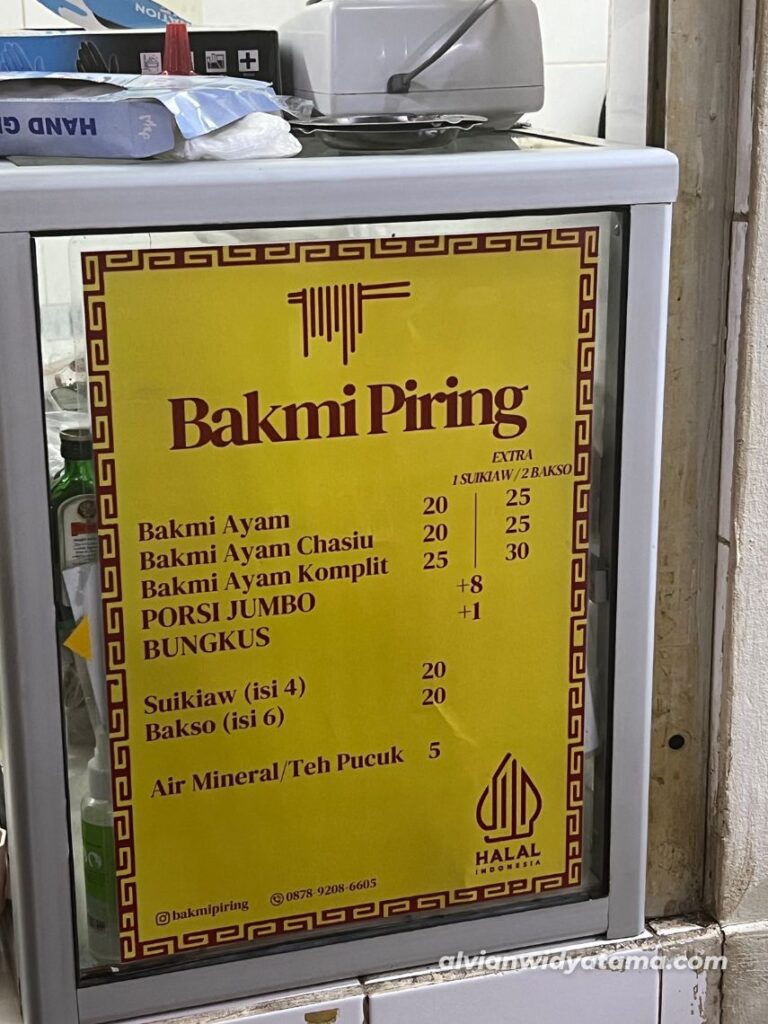 HAND G
Bakmi Piring
EXTRA
1 SUIKIAW / 2 BAKSO
Bakmi Ayam 20 25
Bakmi Ayam Chasiu 20 25
Bakmi Ayam Komplit 25 30
PORSI JUMBO +8
BUNGKUS +1
Suikiaw (isi 4) 20
Bakso (isi 6) 20
Air Mineral/Teh Pucuk 5
HALAL
INDONESIA
bakmipiring 0878-9208-6605
alvianwidyatama.com